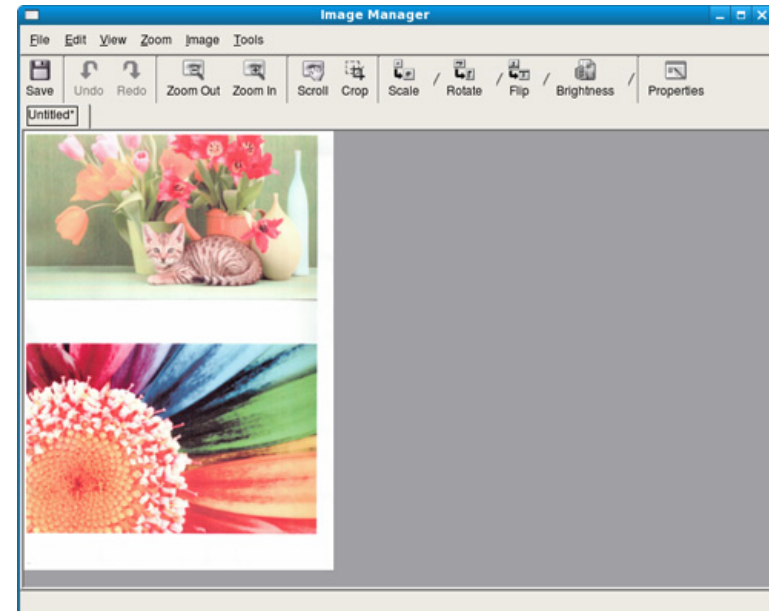 Image Manager
File Edit View Zoom Image Tools
Save Undo Redo Zoom Out Zoom In Scroll Crop Scale / Rotate / Flip / Brightness / Properties
Untitled*